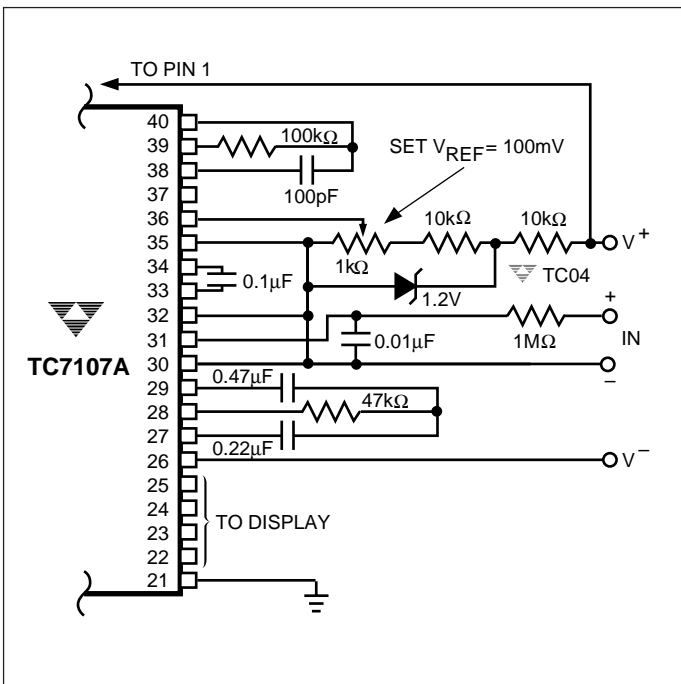 TO PIN 1
40
39
38
37
36
35
34
33
32
31
30
29
28
27
26
25
24
23
22
21
TC7107A
100kΩ
100pF
SET VREF = 100mV
10kΩ
10kΩ
V+
1kΩ
TC04
0.1µF
1.2V
+
IN
–
0.01µF
1MΩ
0.47µF
47kΩ
0.22µF
V–
TO DISPLAY